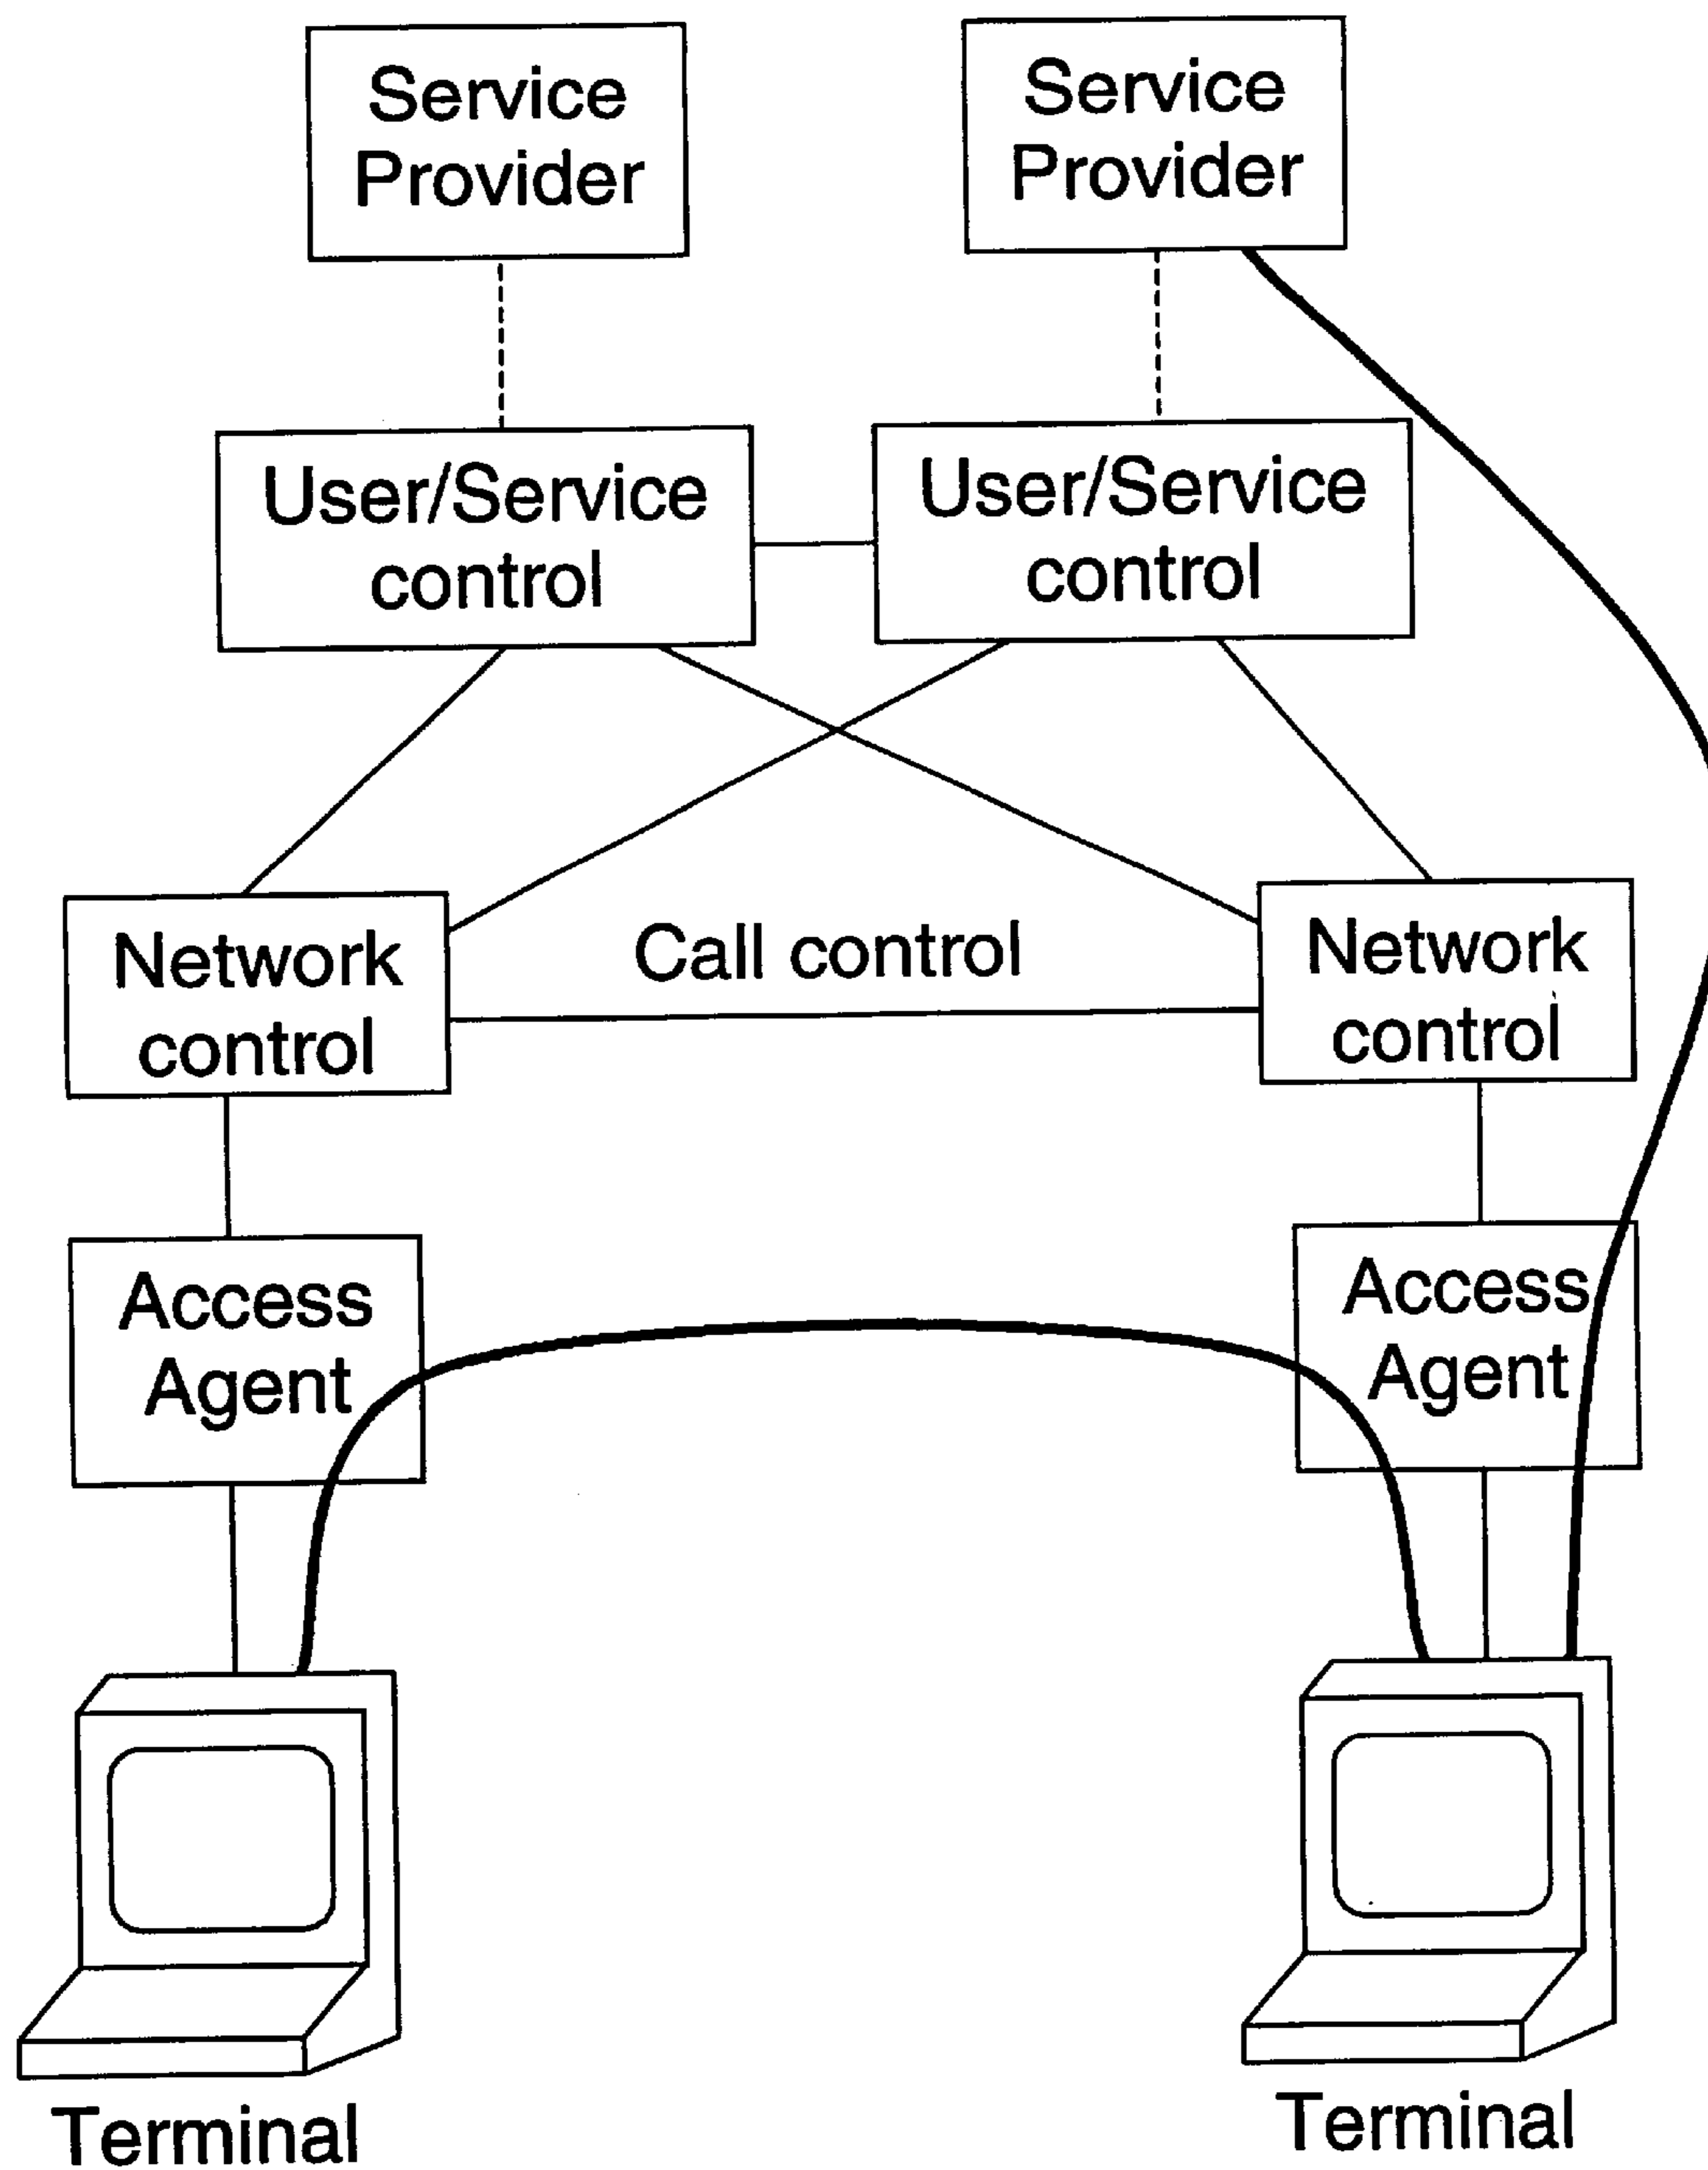 Service
Provider
Service
Provider
User/Service
control
User/Service
control
Network
control
Call control
Network
control
Access
Agent
Access
Agent
Terminal
Terminal